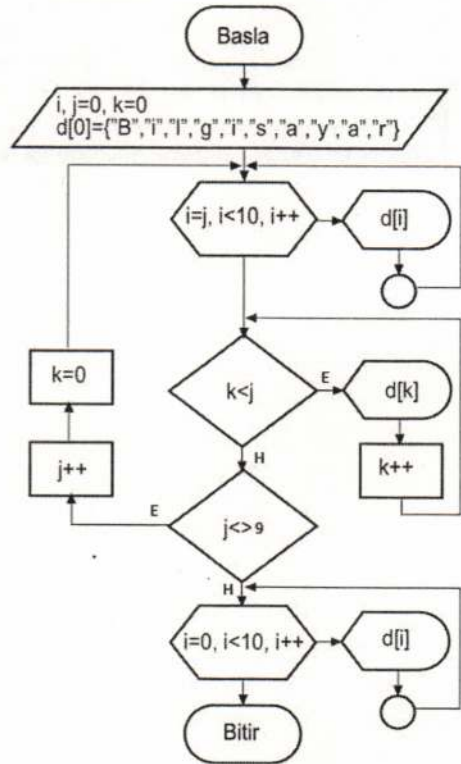 Basla
i, j=0, k=0
d[0]={"B","i","l","g","i","s","a","y","a","r"}
i=j, i<10, i++
d[i]
k<j
E
d[k]
k=0
k++
H
j++
E
j<>9
H
i=0, i<10, i++
d[i]
Bitir